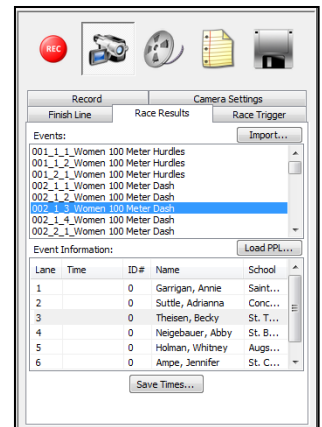 REC
Record Camera Settings
Finish Line Race Results Race Trigger
Events: Import...
001_1_1_Women 100 Meter Hurdles
001_1_2_Women 100 Meter Hurdles
001_2_1_Women 100 Meter Hurdles
002_1_1_Women 100 Meter Dash
002_1_2_Women 100 Meter Dash
002_1_3_Women 100 Meter Dash
002_1_4_Women 100 Meter Dash
002_2_1_Women 100 Meter Dash
Event Information: Load PPL...
Lane Time ID# Name School
1 0 Garrigan, Annie Saint...
2 0 Suttle, Adrianna Conc...
3 0 Theisen, Becky St. T...
4 0 Neigebauer, Abby St. B...
5 0 Holman, Whitney Augs...
6 0 Ampe, Jennifer St. C...
Save Times...